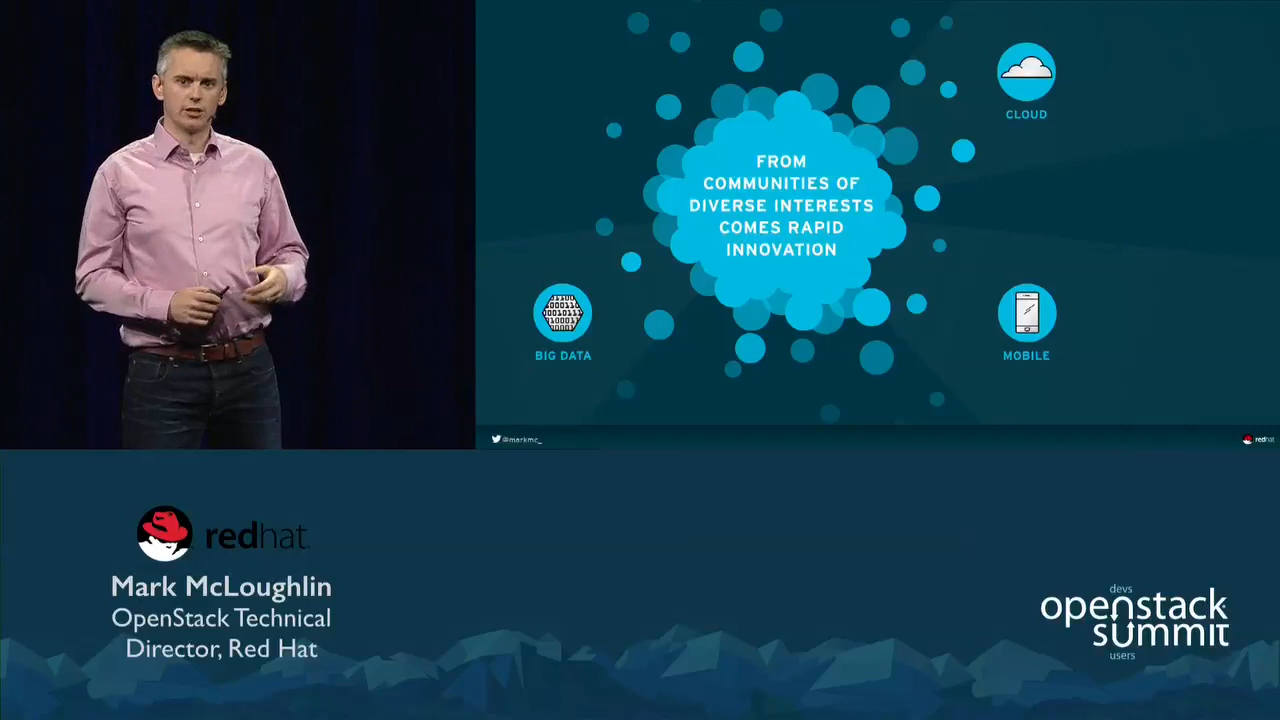 FROM
COMMUNITIES OF
DIVERSE INTERESTS
COMES RAPID
INNOVATION
CLOUD
BIG DATA
MOBILE
@markmc_
redhat
redhat.
Mark McLoughlin
OpenStack Technical
Director, Red Hat
devs
openstack
summit
users